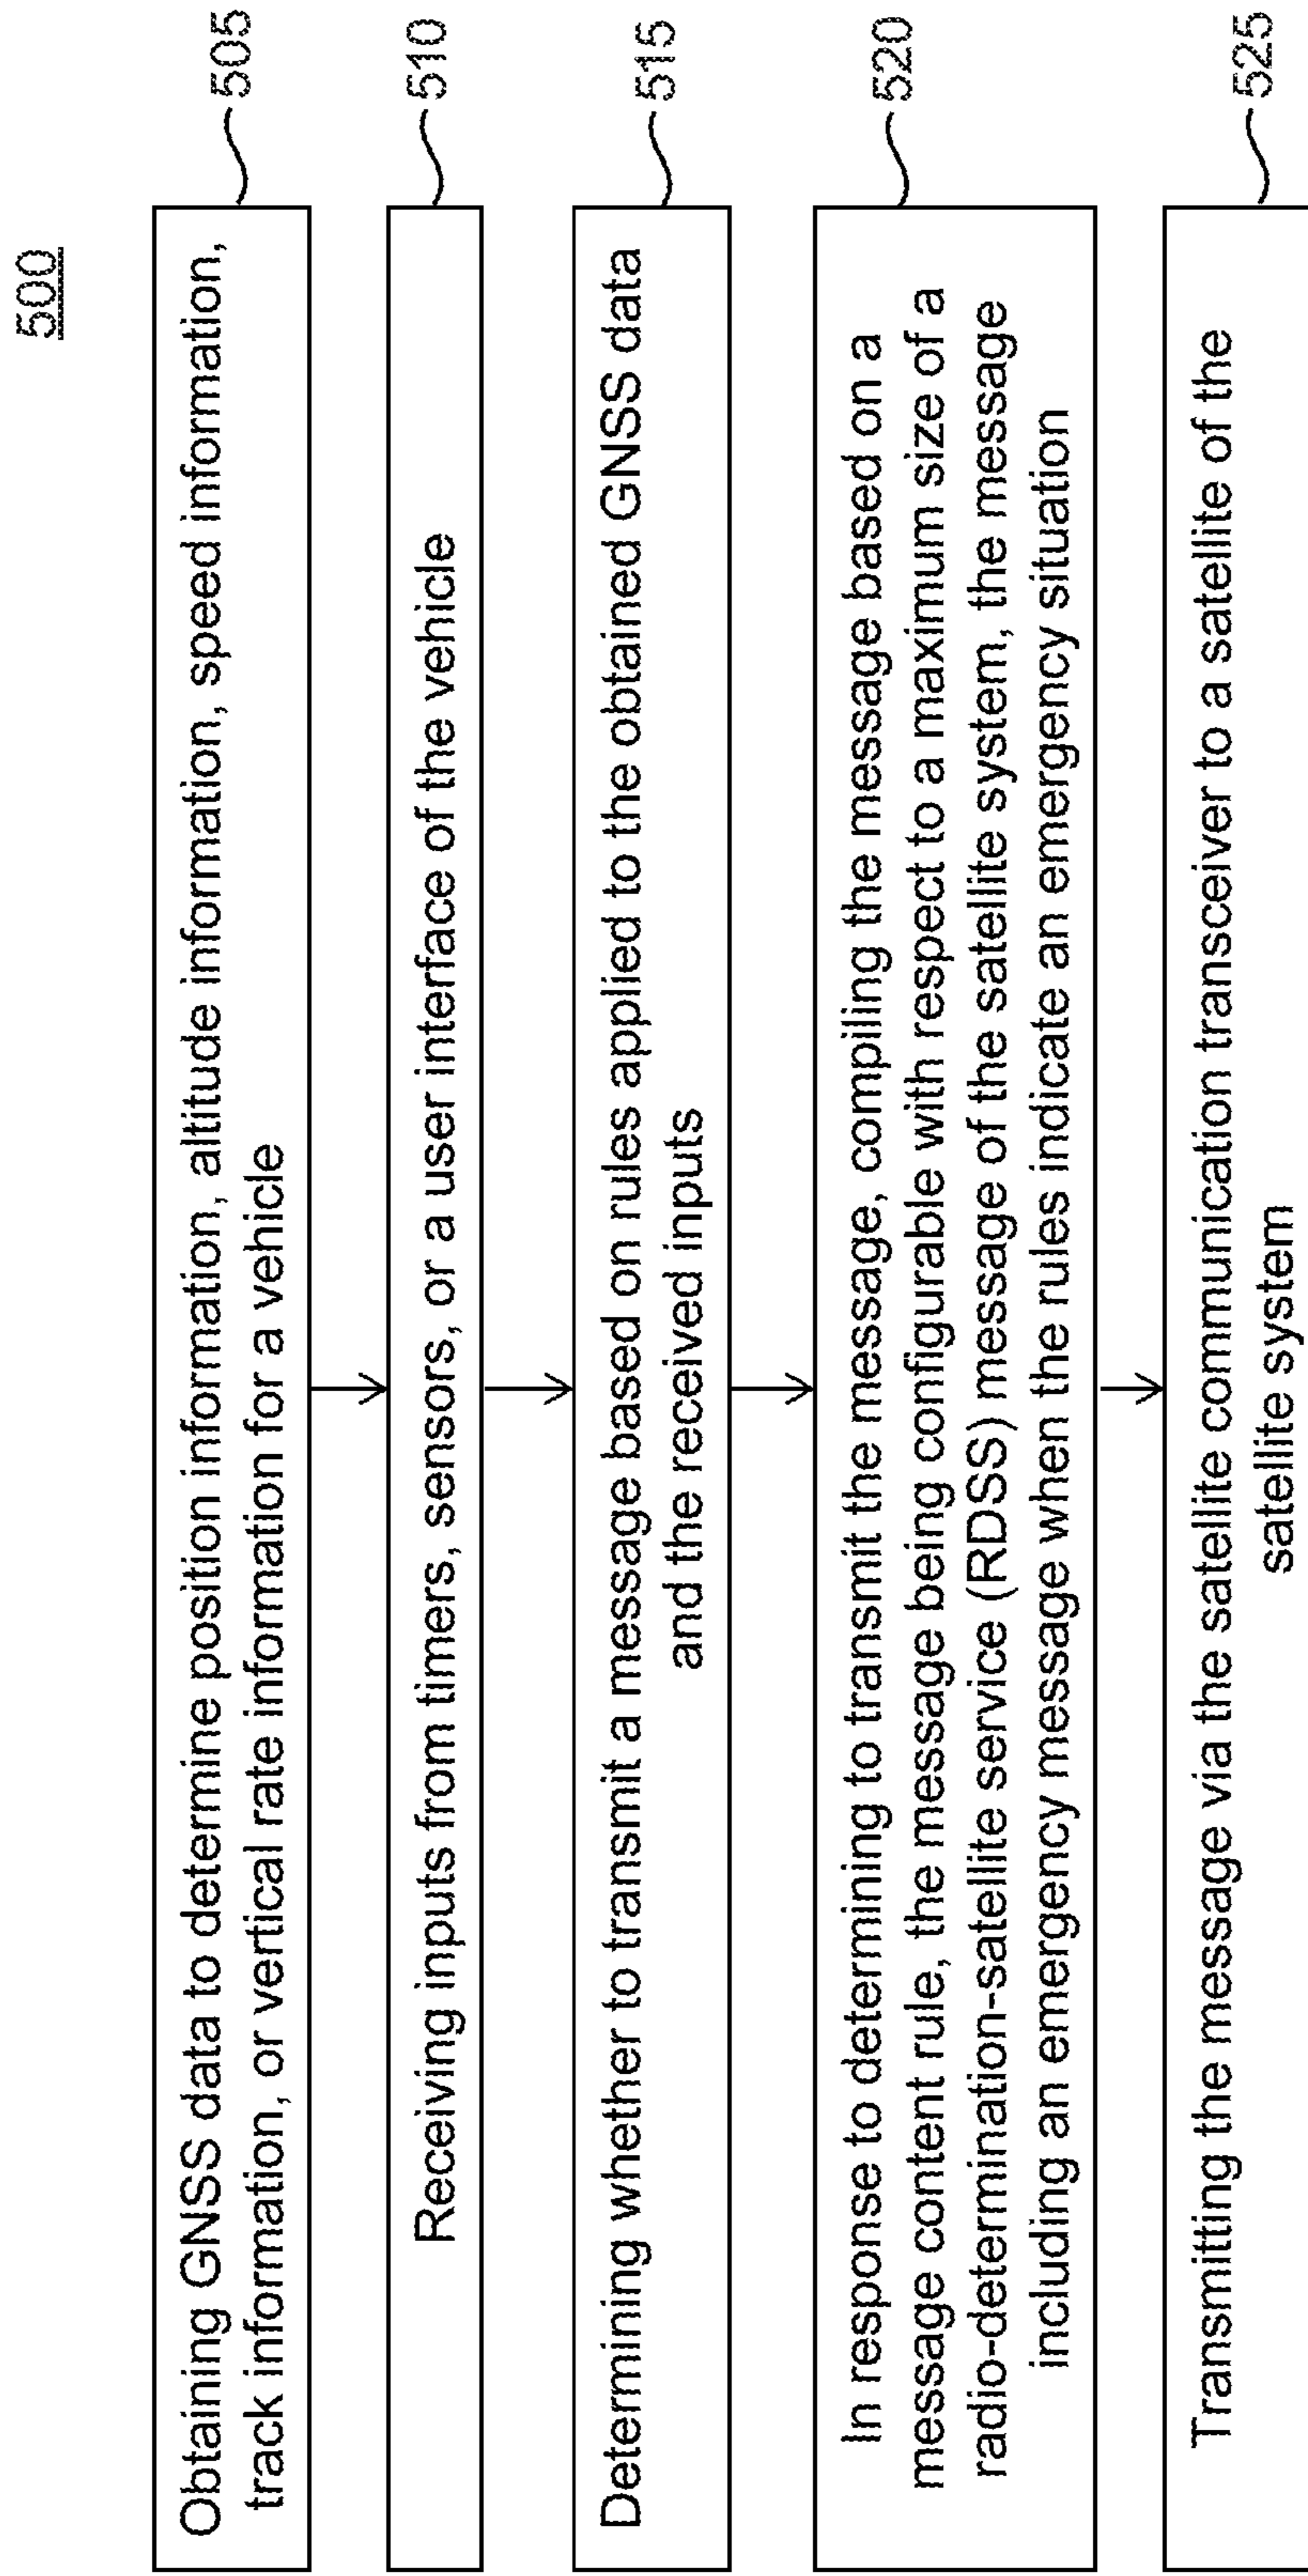 500
Obtaining GNSS data to determine position information, altitude information, speed information,
track information, or vertical rate information for a vehicle
505
Receiving inputs from timers, sensors, or a user interface of the vehicle
510
Determining whether to transmit a message based on rules applied to the obtained GNSS data
and the received inputs
515
In response to determining to transmit the message, compiling the message based on a
message content rule, the message being configurable with respect to a maximum size of a
radio-determination-satellite service (RDSS) message of the satellite system, the message
including an emergency message when the rules indicate an emergency situation
520
Transmitting the message via the satellite communication transceiver to a satellite of the
satellite system
525